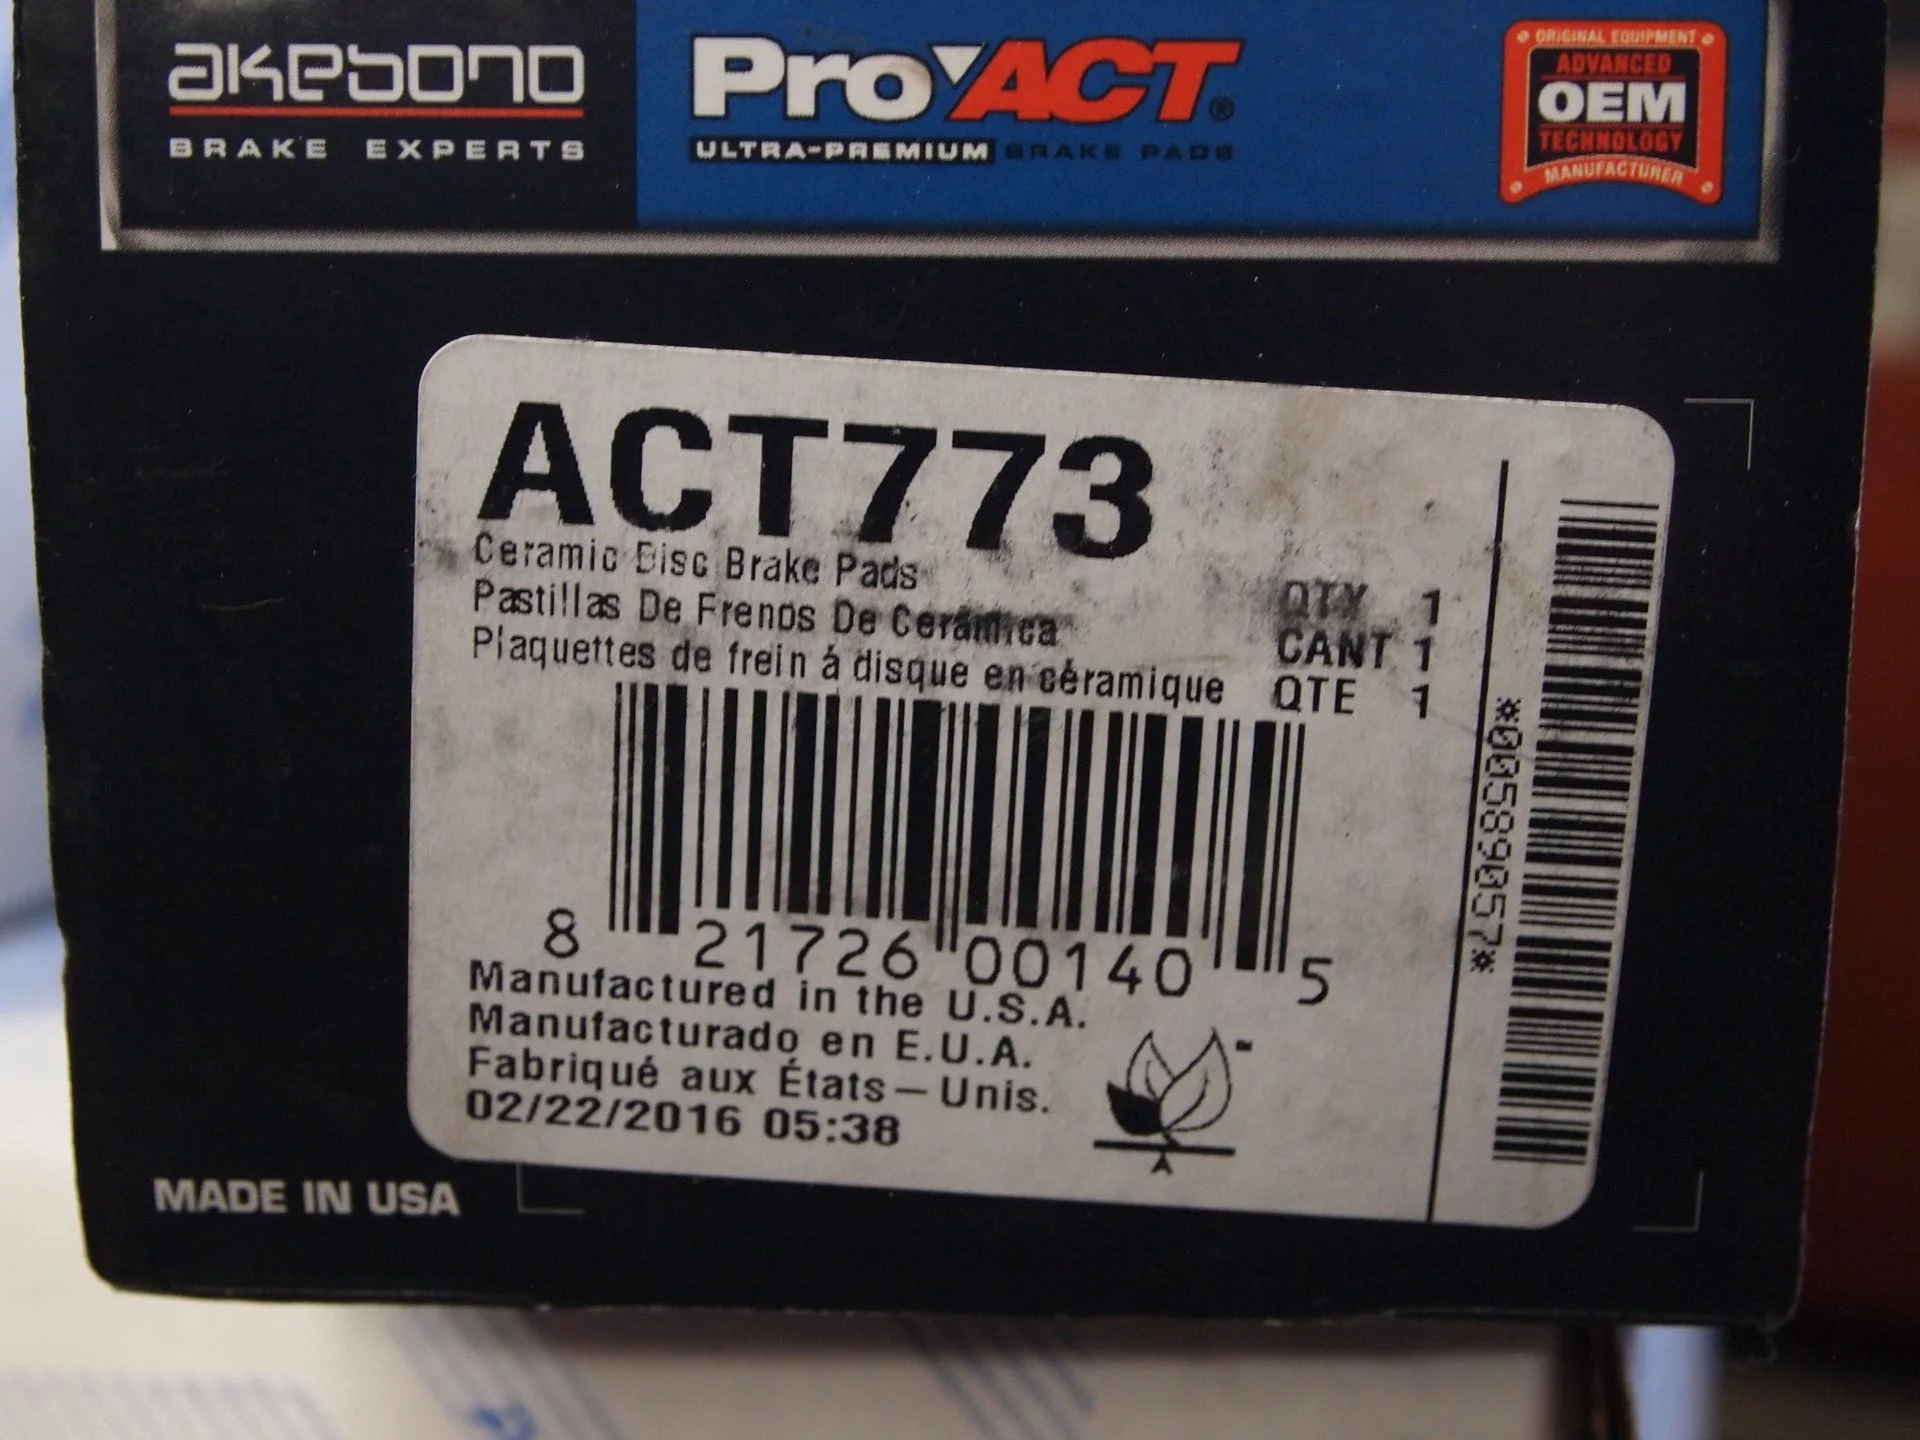 akebono
BRAKE EXPERTS
ProACT®
ULTRA-PREMIUM BRAKE PADS
ORIGINAL EQUIPMENT
ADVANCED
OEM
TECHNOLOGY
MANUFACTURER
ACT773
Ceramic Disc Brake Pads
Pastillas De Frenos De Cerámica
Plaquettes de frein á disque en céramique
QTY 1
CANT 1
QTE 1
8 21726 00140 5
*00589057*
Manufactured in the U.S.A.
Manufacturado en E.U.A.
Fabriqué aux États—Unis.
02/22/2016 05:38
™
A
MADE IN USA